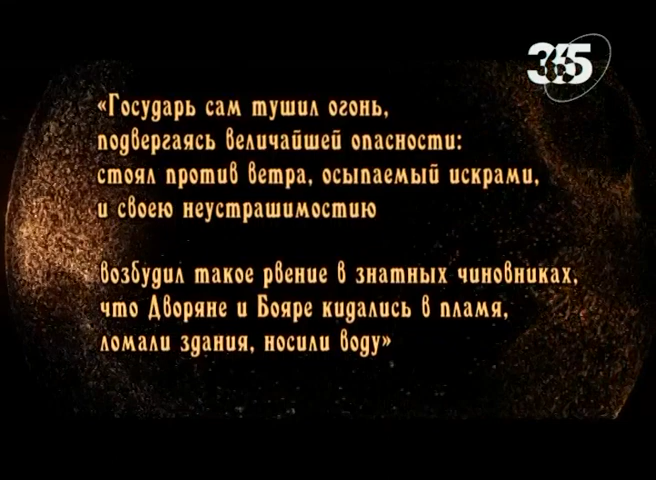 365
«Государь сам тушил огонь,
подвергаясь величайшей опасности:
стоял против ветра, осыпаемый искрами,
и своею неустрашимостию
возбудил такое рвение в знатных чиновниках,
что Дворяне и Бояре кидались в пламя,
ломали здания, носили воду»